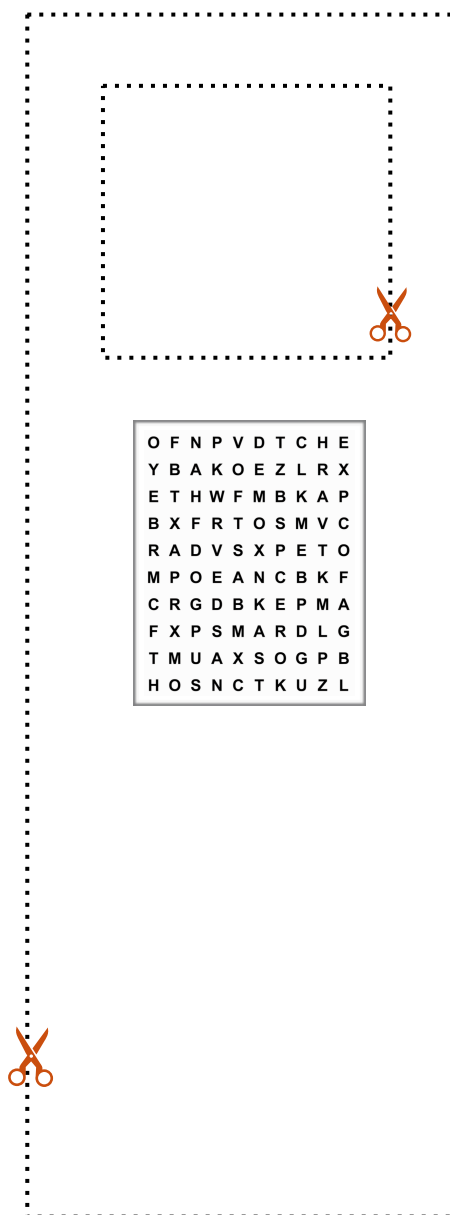 O F N P V D T C H E
Y B A K O E Z L R X
E T H W F M B K A P
B X F R T O S M V C
R A D V S X P E T O
M P O E A N C B K F
C R G D B K E P M A
F X P S M A R D L G
T M U A X S O G P B
H O S N C T K U Z L